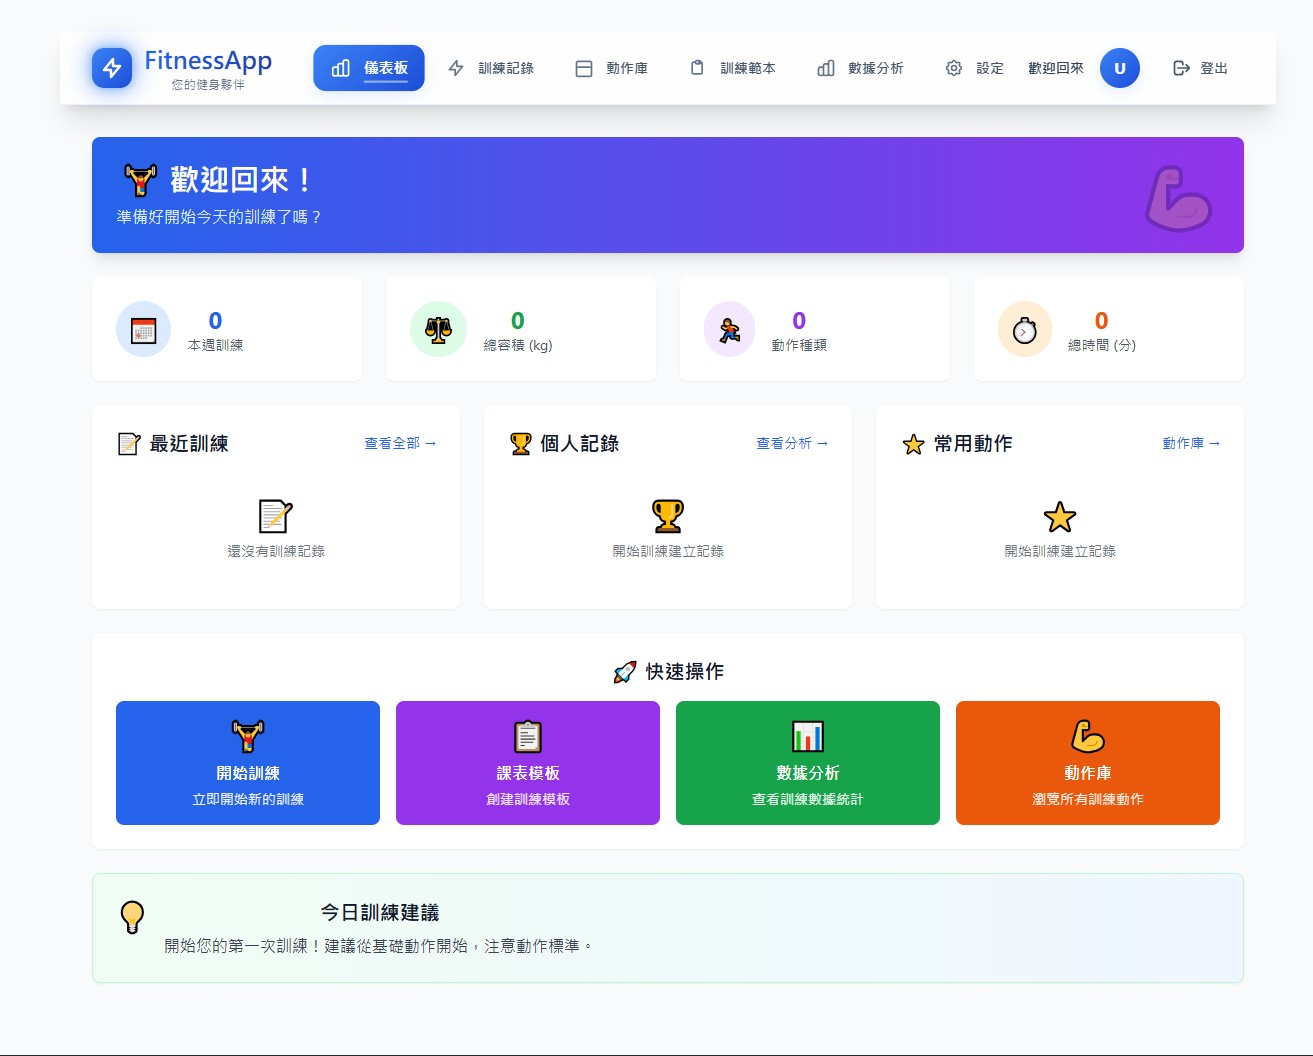 FitnessApp
您的健身夥伴
儀表板
訓練記錄
動作庫
訓練範本
數據分析
設定
歡迎回來
U
登出
歡迎回來！
準備好開始今天的訓練了嗎？
0
本週訓練
0
總容積 (kg)
0
動作種類
0
總時間 (分)
最近訓練
查看全部 →
還沒有訓練記錄
個人記錄
查看分析 →
開始訓練建立記錄
常用動作
動作庫 →
開始訓練建立記錄
快速操作
開始訓練
立即開始新的訓練
課表模板
創建訓練模板
數據分析
查看訓練數據統計
動作庫
瀏覽所有訓練動作
今日訓練建議
開始您的第一次訓練！建議從基礎動作開始，注意動作標準。